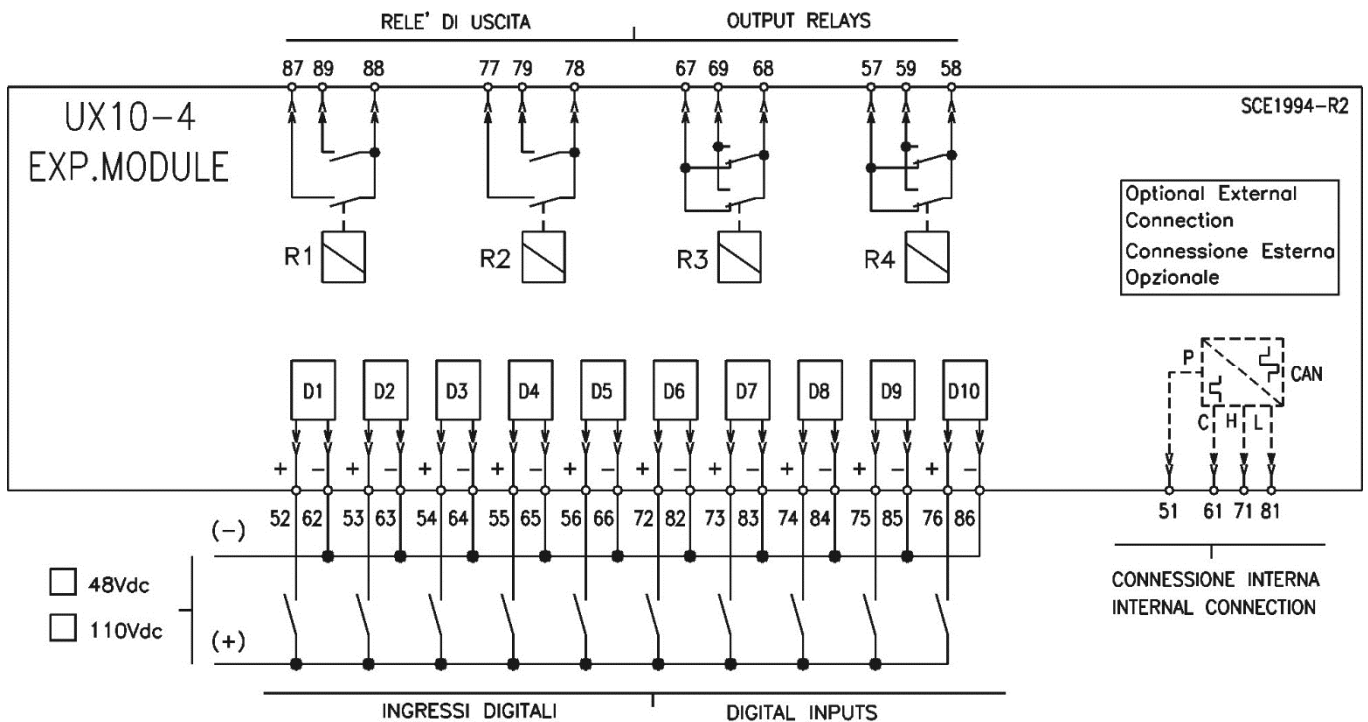 RELE' DI USCITA OUTPUT RELAYS
87 89 88 77 79 78 67 69 68 57 59 58
UX10-4
EXP.MODULE
SCE1994-R2
Optional External
Connection
Connessione Esterna
Opzionale
R1 R2 R3 R4
P
CAN
C H L
D1 D2 D3 D4 D5 D6 D7 D8 D9 D10
+ − + − + − + − + − + − + − + − + − + −
52 62 53 63 54 64 55 65 56 66 72 82 73 83 74 84 75 85 76 86
51 61 71 81
(−)
48Vdc
110Vdc
(+)
CONNESSIONE INTERNA
INTERNAL CONNECTION
INGRESSI DIGITALI DIGITAL INPUTS